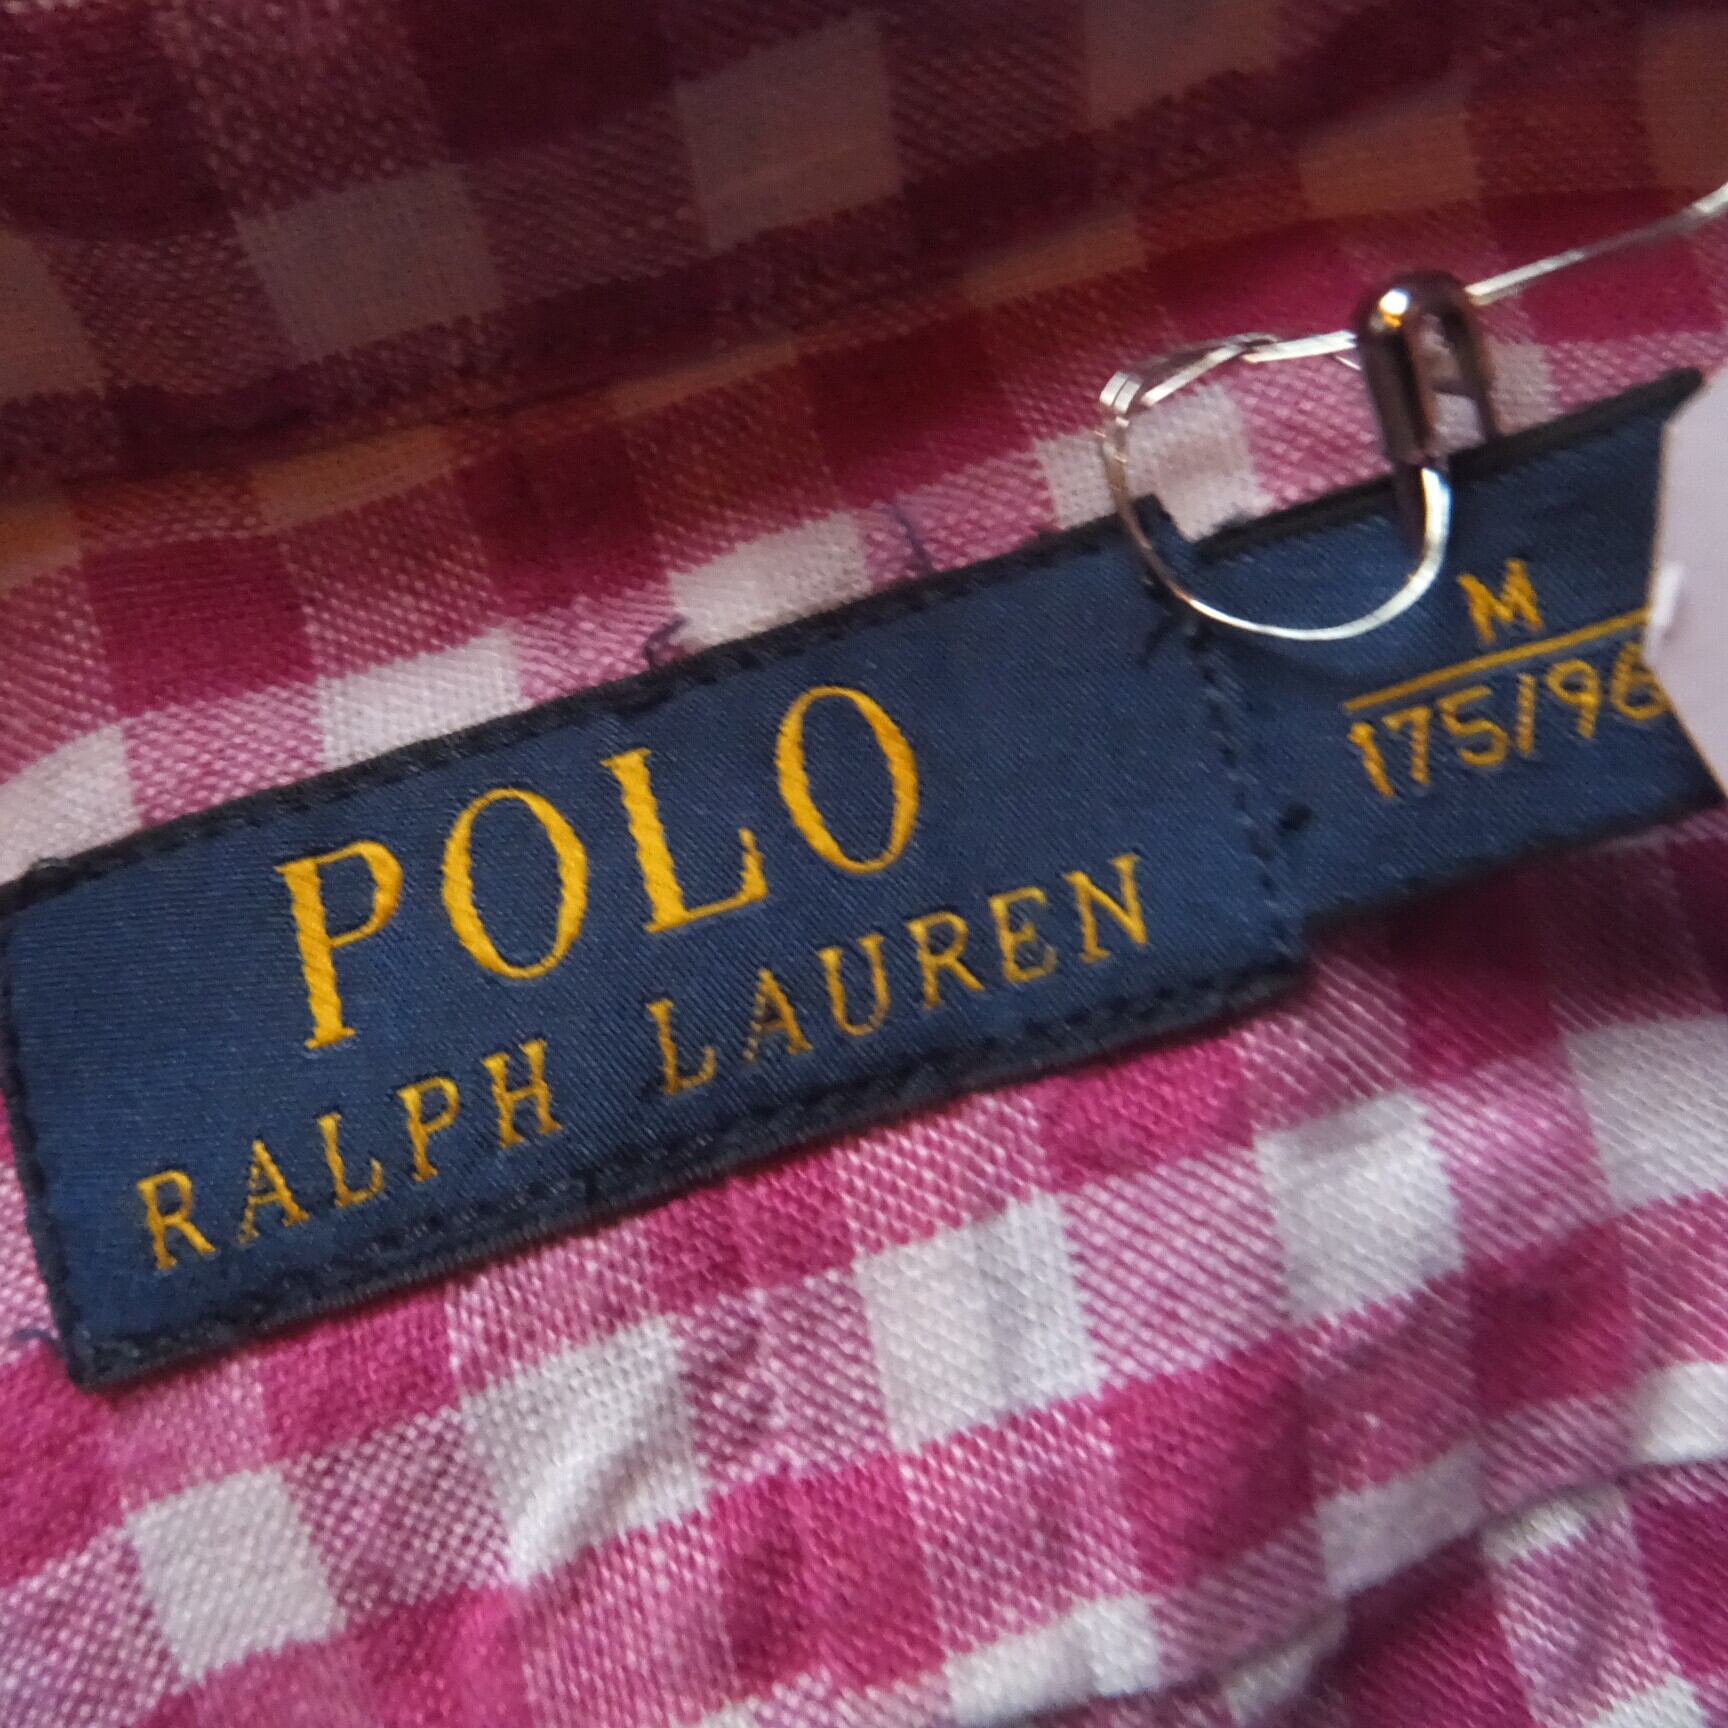 POLO
RALPH LAUREN
M
175/96